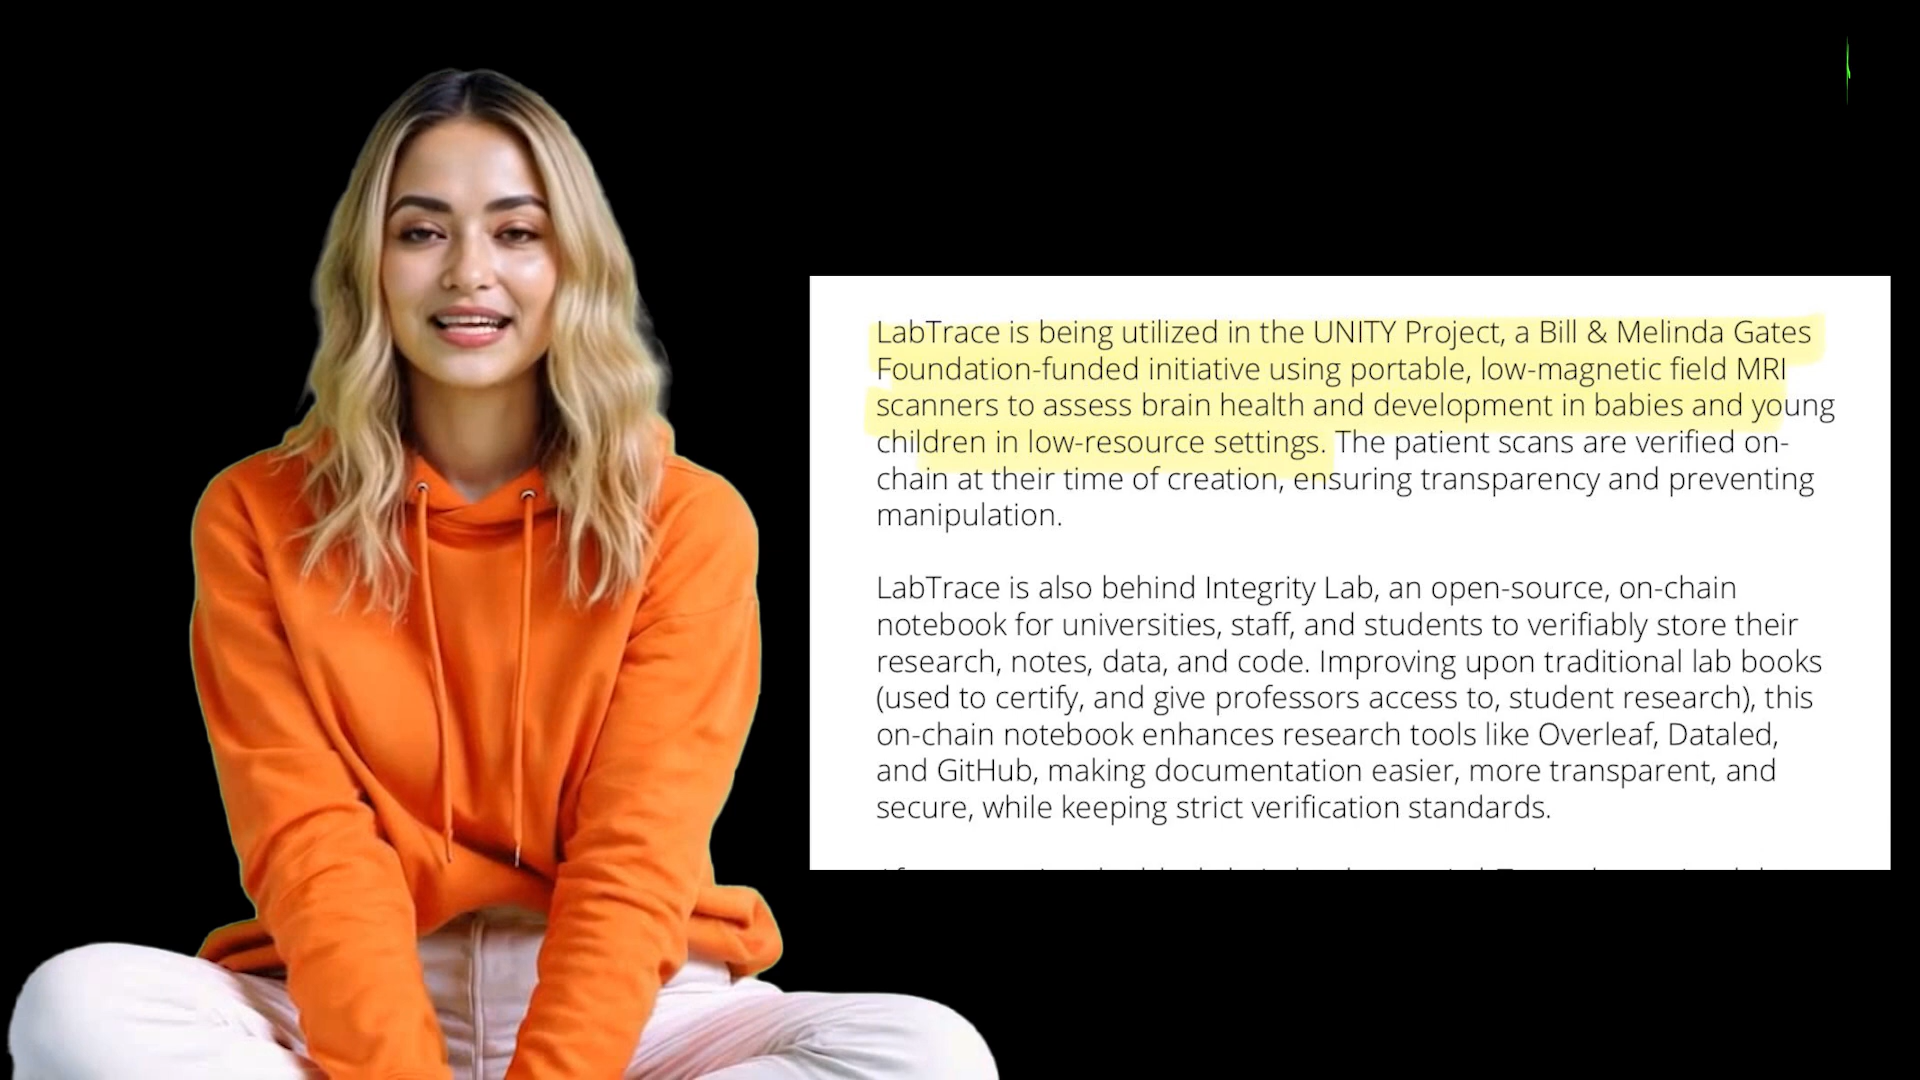 LabTrace is being utilized in the UNITY Project, a Bill & Melinda Gates
Foundation-funded initiative using portable, low-magnetic field MRI
scanners to assess brain health and development in babies and young
children in low-resource settings. The patient scans are verified on-
chain at their time of creation, ensuring transparency and preventing
manipulation.
LabTrace is also behind Integrity Lab, an open-source, on-chain
notebook for universities, staff, and students to verifiably store their
research, notes, data, and code. Improving upon traditional lab books
(used to certify, and give professors access to, student research), this
on-chain notebook enhances research tools like Overleaf, Dataled,
and GitHub, making documentation easier, more transparent, and
secure, while keeping strict verification standards.